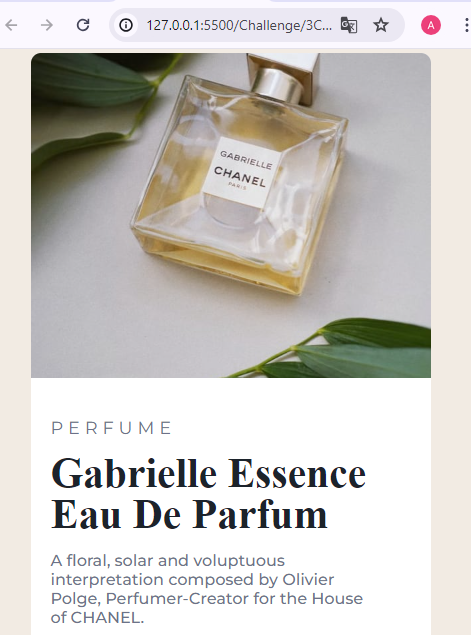 127.0.0.1:5500/Challenge/3C...
A
GABRIELLE
CHANEL
PARIS
PERFUME
Gabrielle Essence
Eau De Parfum
A floral, solar and voluptuous
interpretation composed by Olivier
Polge, Perfumer-Creator for the House
of CHANEL.